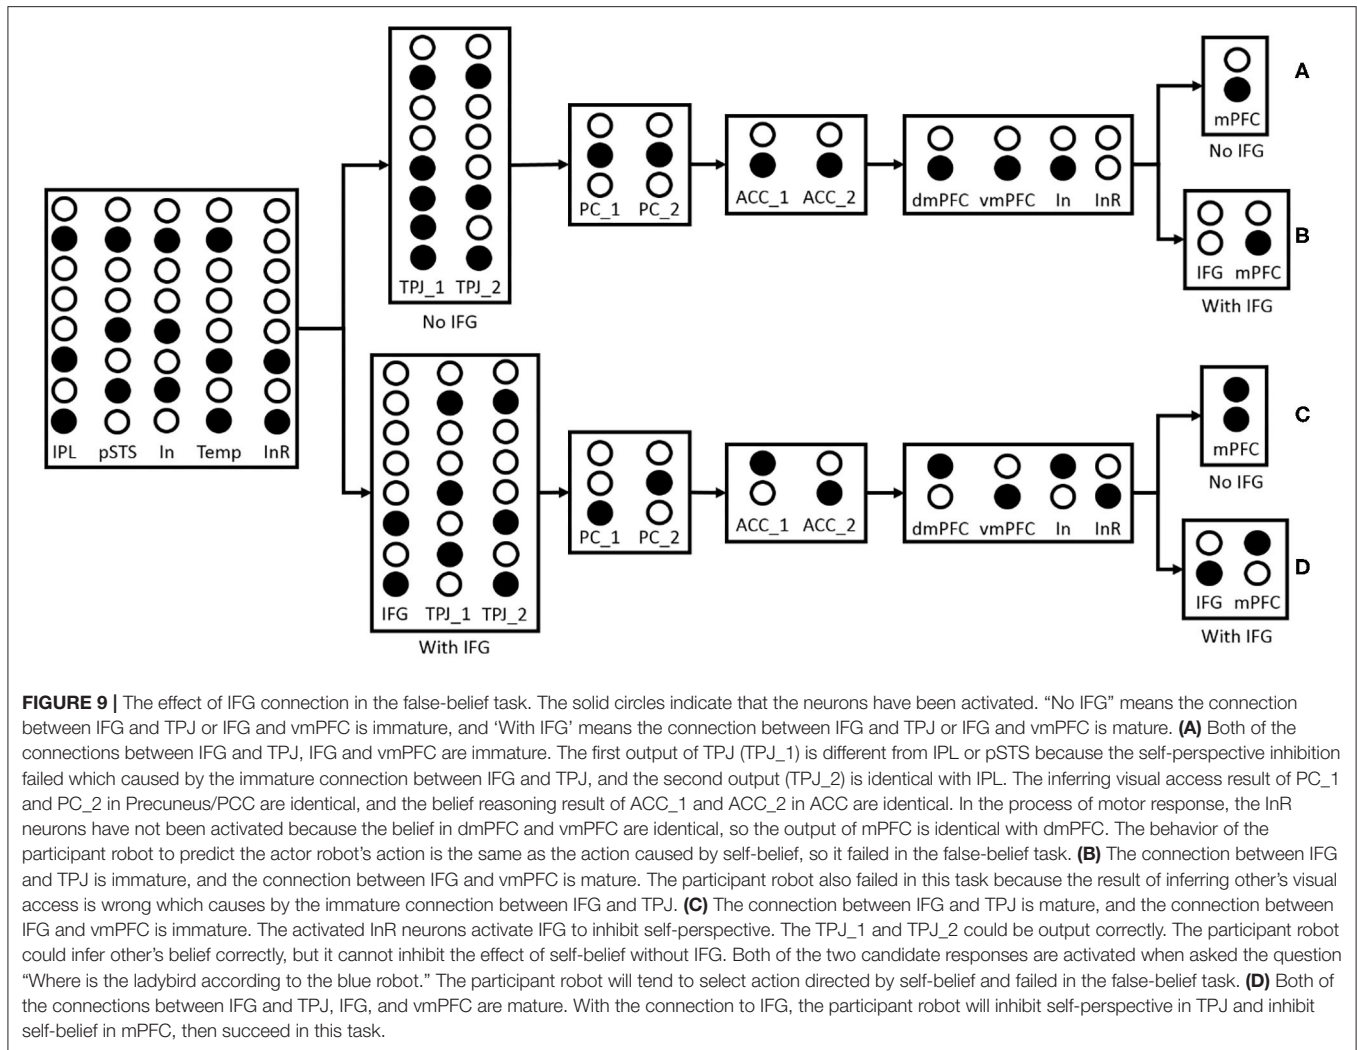 TPJ_1 TPJ_2
No IFG
PC_1 PC_2
ACC_1 ACC_2
dmPFC vmPFC In InR
mPFC
No IFG
A
IFG mPFC
With IFG
B
IPL pSTS In Temp InR
IFG TPJ_1 TPJ_2
With IFG
PC_1 PC_2
ACC_1 ACC_2
dmPFC vmPFC In InR
mPFC
No IFG
C
IFG mPFC
With IFG
D
FIGURE 9 | The effect of IFG connection in the false-belief task. The solid circles indicate that the neurons have been activated. “No IFG” means the connection
between IFG and TPJ or IFG and vmPFC is immature, and ‘With IFG’ means the connection between IFG and TPJ or IFG and vmPFC is mature. (A) Both of the
connections between IFG and TPJ, IFG and vmPFC are immature. The first output of TPJ (TPJ_1) is different from IPL or pSTS because the self-perspective inhibition
failed which caused by the immature connection between IFG and TPJ, and the second output (TPJ_2) is identical with IPL. The inferring visual access result of PC_1
and PC_2 in Precuneus/PCC are identical, and the belief reasoning result of ACC_1 and ACC_2 in ACC are identical. In the process of motor response, the InR
neurons have not been activated because the belief in dmPFC and vmPFC are identical, so the output of mPFC is identical with dmPFC. The behavior of the
participant robot to predict the actor robot’s action is the same as the action caused by self-belief, so it failed in the false-belief task. (B) The connection between IFG
and TPJ is immature, and the connection between IFG and vmPFC is mature. The participant robot also failed in this task because the result of inferring other’s visual
access is wrong which causes by the immature connection between IFG and TPJ. (C) The connection between IFG and TPJ is mature, and the connection between
IFG and vmPFC is immature. The activated InR neurons activate IFG to inhibit self-perspective. The TPJ_1 and TPJ_2 could be output correctly. The participant robot
could infer other’s belief correctly, but it cannot inhibit the effect of self-belief without IFG. Both of the two candidate responses are activated when asked the question
“Where is the ladybird according to the blue robot.” The participant robot will tend to select action directed by self-belief and failed in the false-belief task. (D) Both of
the connections between IFG and TPJ, IFG, and vmPFC are mature. With the connection to IFG, the participant robot will inhibit self-perspective in TPJ and inhibit
self-belief in mPFC, then succeed in this task.